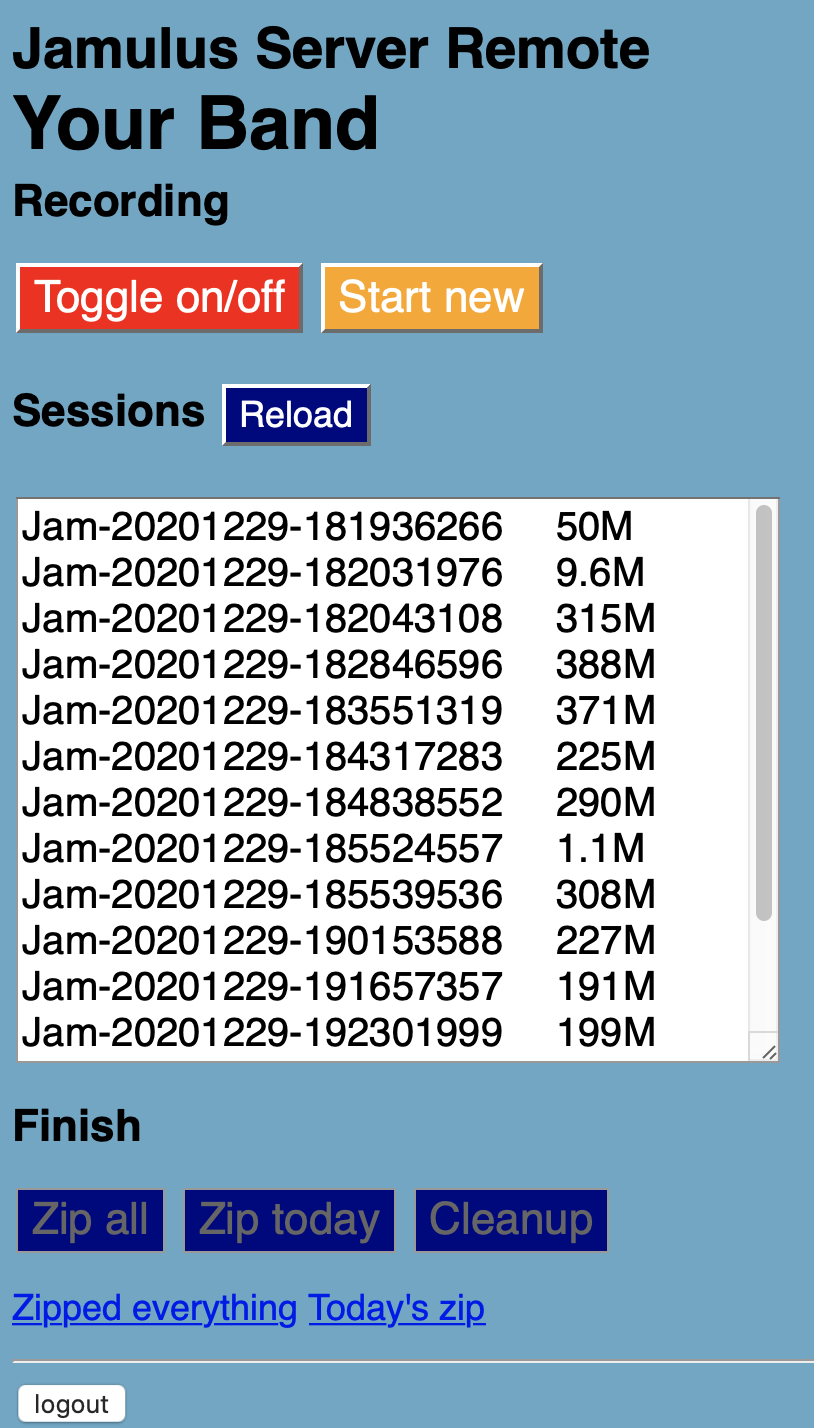 Jamulus Server Remote
Your Band
Recording
Toggle on/off Start new
Sessions Reload
Jam-20201229-181936266 50M
Jam-20201229-182031976 9.6M
Jam-20201229-182043108 315M
Jam-20201229-182846596 388M
Jam-20201229-183551319 371M
Jam-20201229-184317283 225M
Jam-20201229-184838552 290M
Jam-20201229-185524557 1.1M
Jam-20201229-185539536 308M
Jam-20201229-190153588 227M
Jam-20201229-191657357 191M
Jam-20201229-192301999 199M
Finish
Zip all Zip today Cleanup
Zipped everything Today's zip
logout